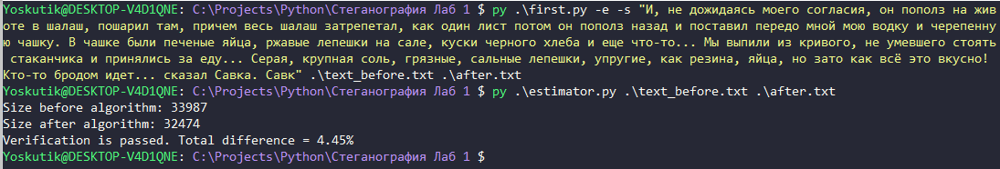 Yoskutik@DESKTOP-V4D1QNE: C:\Projects\Python\Стеганография Лаб 1 $ py .\first.py -e -s "И, не дожидаясь моего согласия, он пополз на жив
оте в шалаш, пошарил там, причем весь шалаш затрепетал, как один лист потом он пополз назад и поставил передо мной мою водку и черепенну
ю чашку. В чашке были печеные яйца, ржавые лепешки на сале, куски черного хлеба и еще что-то... Мы выпили из кривого, не умевшего стоять
стаканчика и принялись за еду... Серая, крупная соль, грязные, сальные лепешки, упругие, как резина, яйца, но зато как всё это вкусно!
Кто-то бродом идет... сказал Савка. Савк" .\text_before.txt .\after.txt
Yoskutik@DESKTOP-V4D1QNE: C:\Projects\Python\Стеганография Лаб 1 $ py .\estimator.py .\text_before.txt .\after.txt
Size before algorithm: 33987
Size after algorithm: 32474
Verification is passed. Total difference = 4.45%
Yoskutik@DESKTOP-V4D1QNE: C:\Projects\Python\Стеганография Лаб 1 $